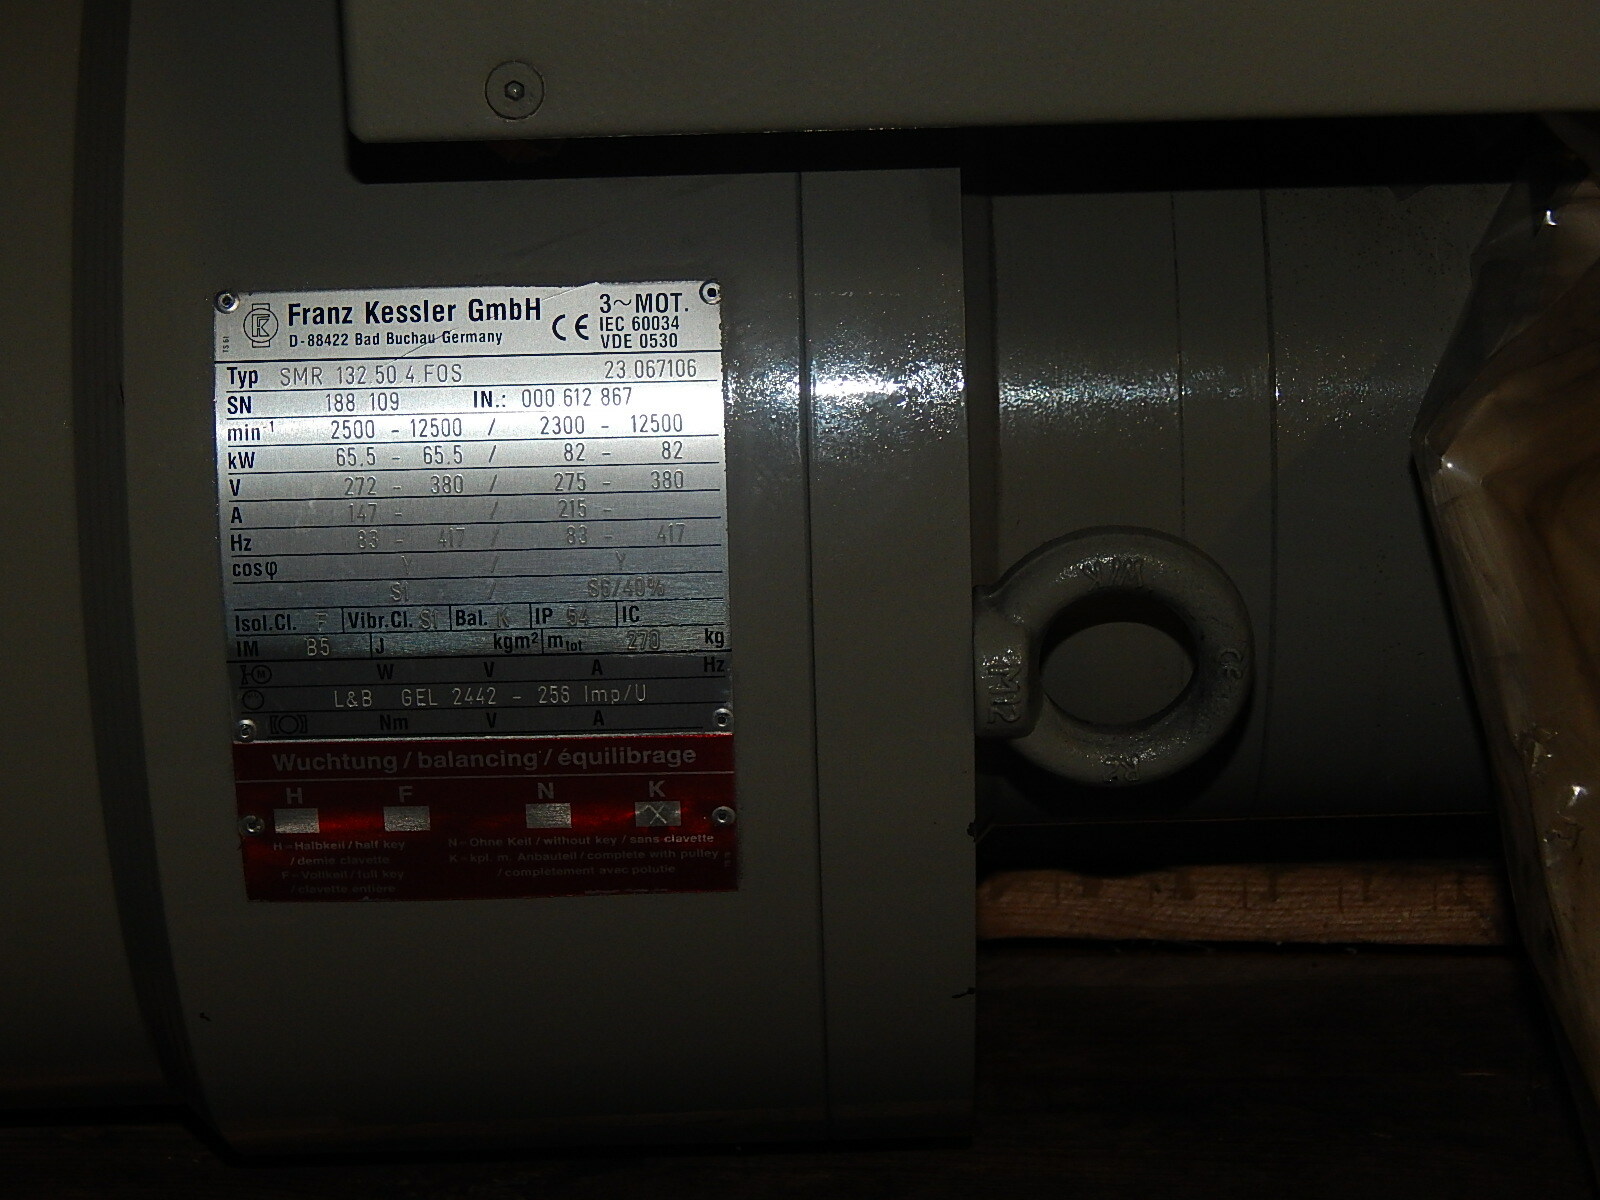 Franz Kessler GmbH
D-88422 Bad Buchau Germany
CE
3~MOT.
IEC 60034
VDE 0530
Typ SMR 132.50.4.FOS 23.067106
SN 188 109 IN.: 000 612 867
min-1 2500 - 12500 / 2300 - 12500
kW 65,5 - 65,5 / 82 - 82
V 272 - 380 / 275 - 380
A 147 - / 215 -
Hz 83 - 417 / 83 - 417
cosφ Y / Y
S1 / S6/40%
Isol.Cl. F Vibr.Cl. S1 Bal. K IP 54 IC
IM B5 J kgm² mtot 270 kg
M W V A Hz
L&B GEL 2442 - 256 Imp/U
Nm V A
Wuchtung / balancing / équilibrage
H F N K
X
H=Halbkeil / half key
/ demie clavette
F=Vollkeil / full key
/ clavette entière
N=Ohne Keil / without key / sans clavette
K=kpl. m. Anbauteil / complete with pulley
/ complètement avec poulie
M12